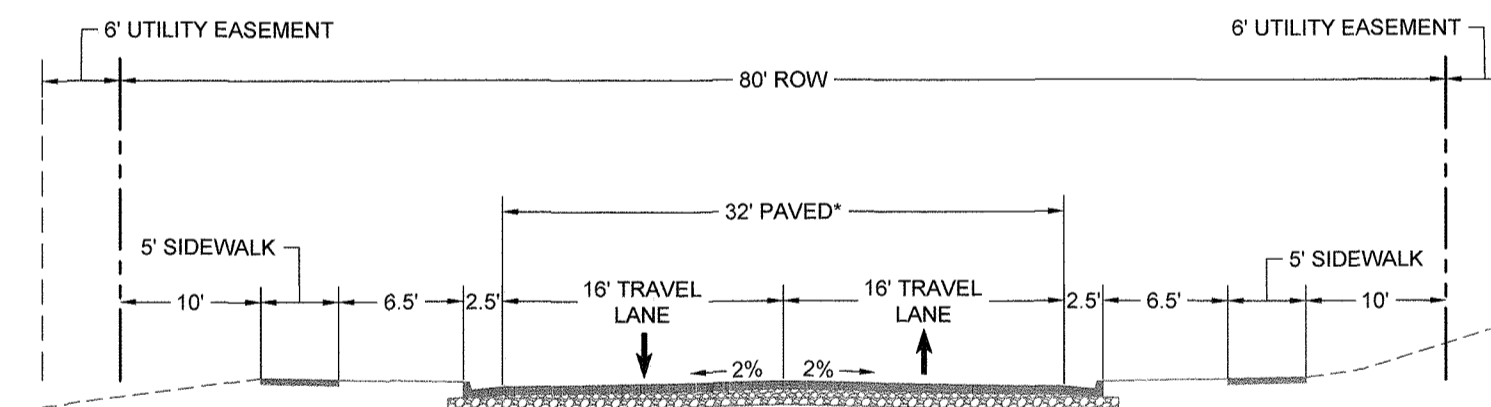 6' UTILITY EASEMENT
6' UTILITY EASEMENT
80' ROW
32' PAVED*
5' SIDEWALK
5' SIDEWALK
10'
6.5'
2.5'
16' TRAVEL
LANE
16' TRAVEL
LANE
2.5'
6.5'
10'
2%
2%